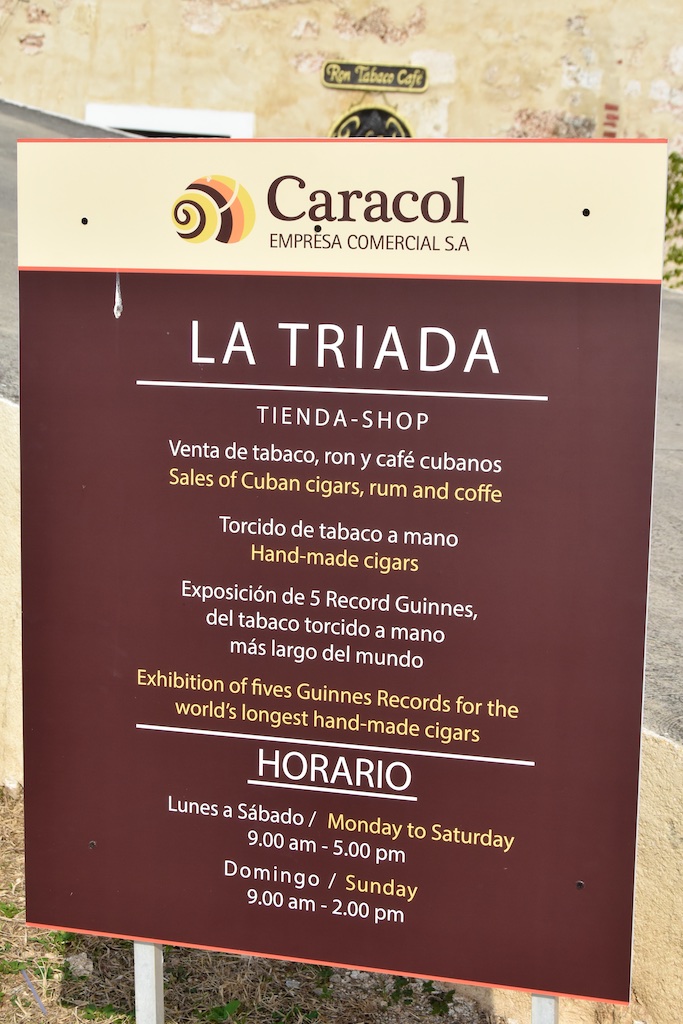 Ron Tabaco Café
Caracol
EMPRESA COMERCIAL S.A
LA TRIADA
TIENDA-SHOP
Venta de tabaco, ron y café cubanos
Sales of Cuban cigars, rum and coffe
Torcido de tabaco a mano
Hand-made cigars
Exposición de 5 Record Guinnes,
del tabaco torcido a mano
más largo del mundo
Exhibition of fives Guinnes Records for the
world's longest hand-made cigars
HORARIO
Lunes a Sábado / Monday to Saturday
9.00 am - 5.00 pm
Domingo / Sunday
9.00 am - 2.00 pm